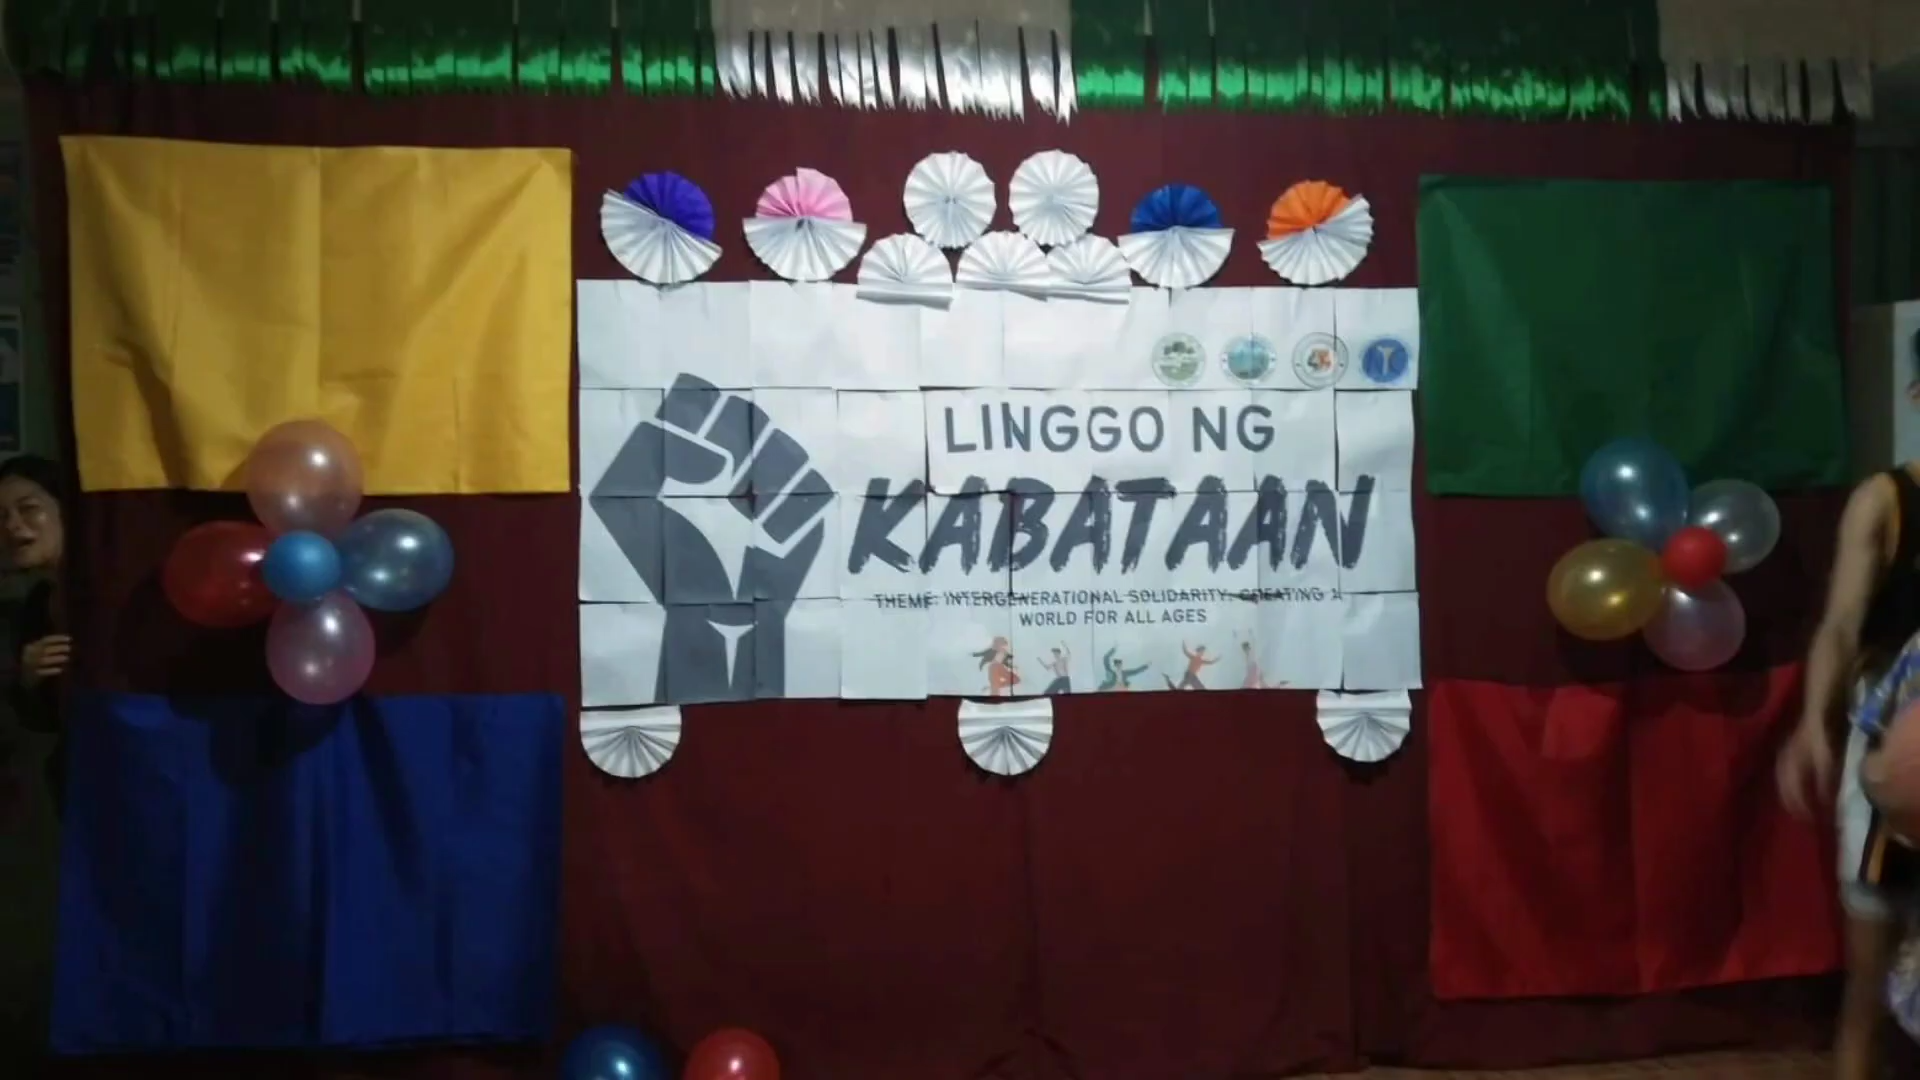 LINGGO NG
KABATAAN
THEME: INTERGENERATIONAL SOLIDARITY: CREATING A
WORLD FOR ALL AGES